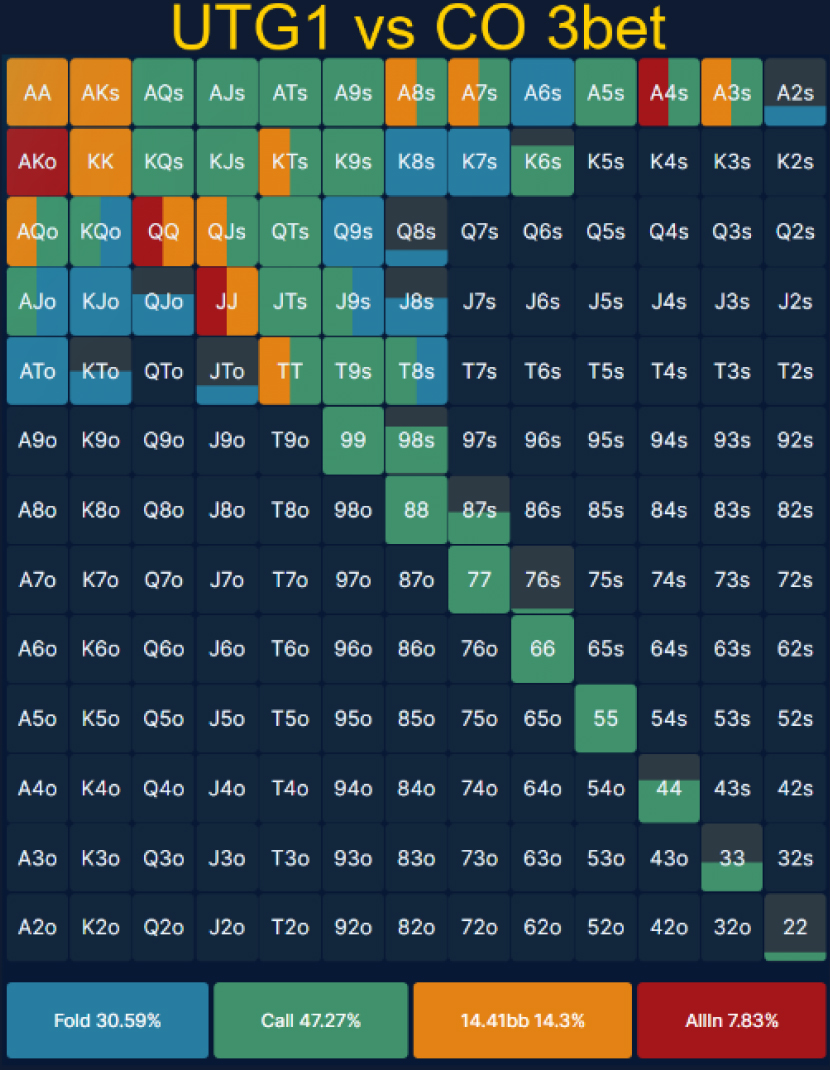 UTG1 vs CO 3bet
AA AKs AQs AJs ATs A9s A8s A7s A6s A5s A4s A3s A2s
AKo KK KQs KJs KTs K9s K8s K7s K6s K5s K4s K3s K2s
AQo KQo QQ QJs QTs Q9s Q8s Q7s Q6s Q5s Q4s Q3s Q2s
AJo KJo QJo JJ JTs J9s J8s J7s J6s J5s J4s J3s J2s
ATo KTo QTo JTo TT T9s T8s T7s T6s T5s T4s T3s T2s
A9o K9o Q9o J9o T9o 99 98s 97s 96s 95s 94s 93s 92s
A8o K8o Q8o J8o T8o 98o 88 87s 86s 85s 84s 83s 82s
A7o K7o Q7o J7o T7o 97o 87o 77 76s 75s 74s 73s 72s
A6o K6o Q6o J6o T6o 96o 86o 76o 66 65s 64s 63s 62s
A5o K5o Q5o J5o T5o 95o 85o 75o 65o 55 54s 53s 52s
A4o K4o Q4o J4o T4o 94o 84o 74o 64o 54o 44 43s 42s
A3o K3o Q3o J3o T3o 93o 83o 73o 63o 53o 43o 33 32s
A2o K2o Q2o J2o T2o 92o 82o 72o 62o 52o 42o 32o 22
Fold 30.59% Call 47.27% 14.41bb 14.3% AllIn 7.83%